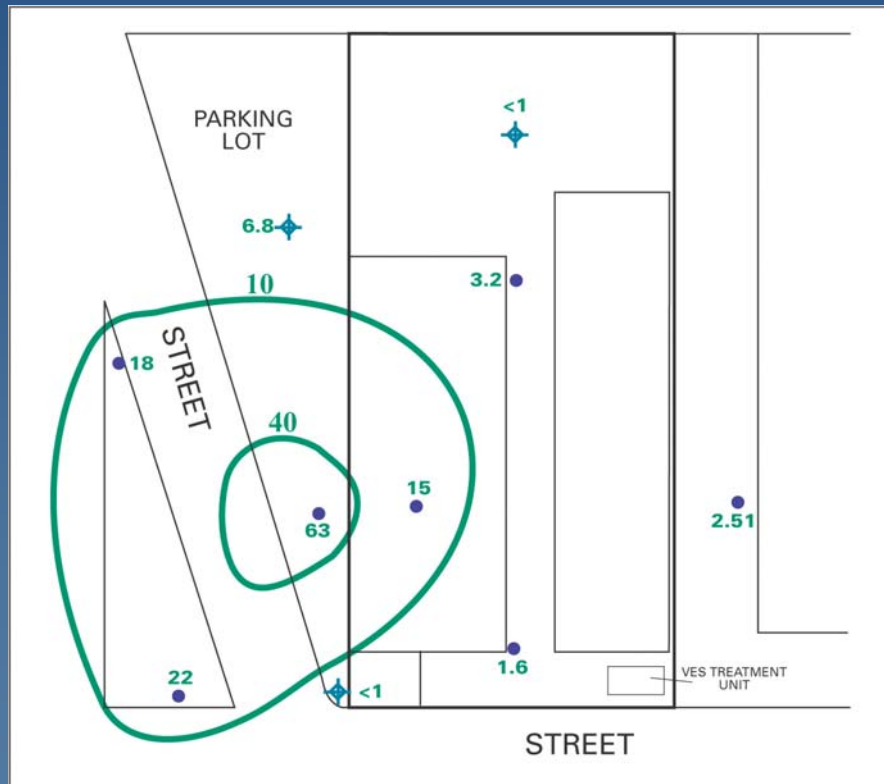 PARKING
LOT
<1
6.8
3.2
10
18
STREET
40
15
63
2.51
22
1.6
<1
VES TREATMENT
UNIT
STREET